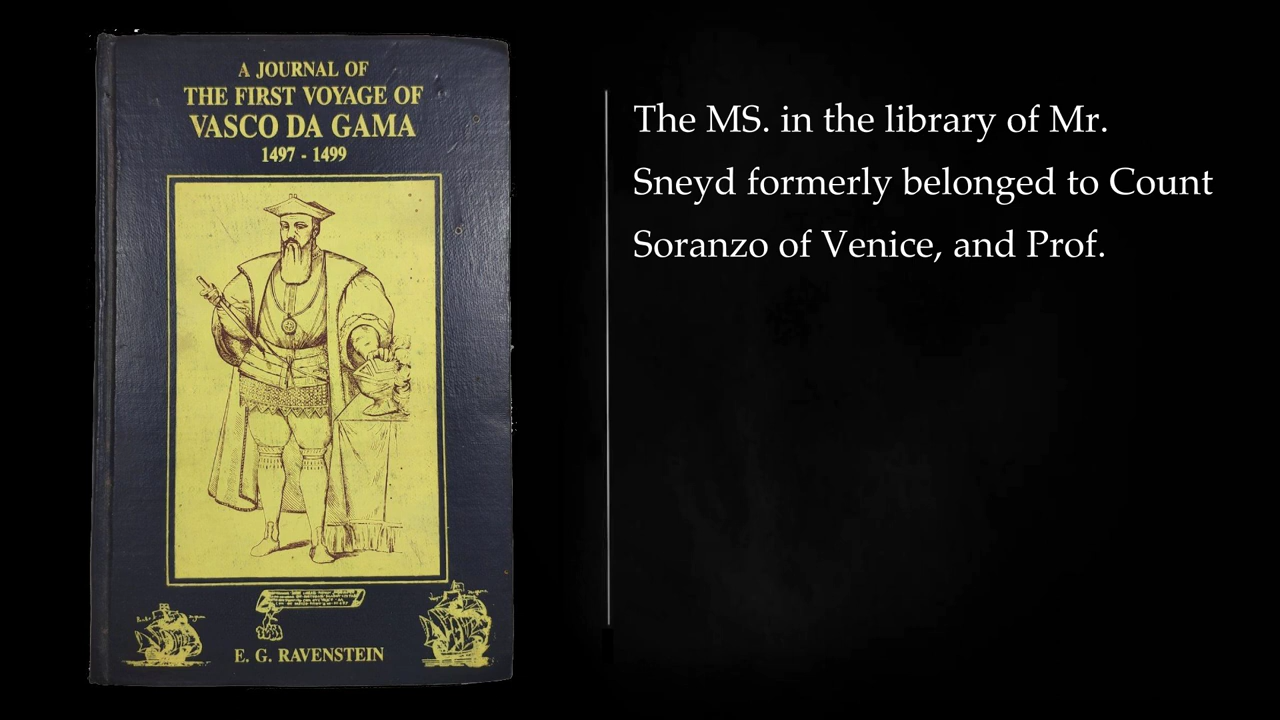 A JOURNAL OF
THE FIRST VOYAGE OF
VASCO DA GAMA
1497 - 1499
E. G. RAVENSTEIN
The MS. in the library of Mr.
Sneyd formerly belonged to Count
Soranzo of Venice, and Prof.